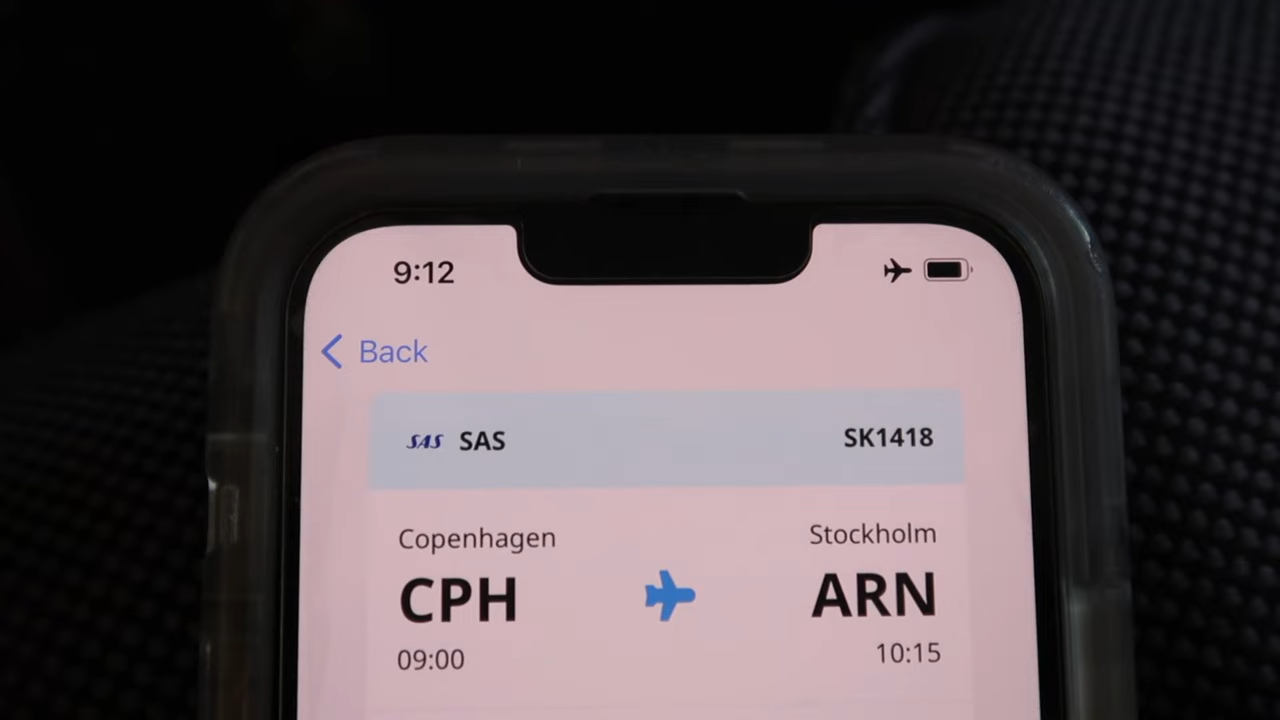 9:12
Back
SAS SAS SK1418
Copenhagen Stockholm
CPH ARN
09:00 10:15